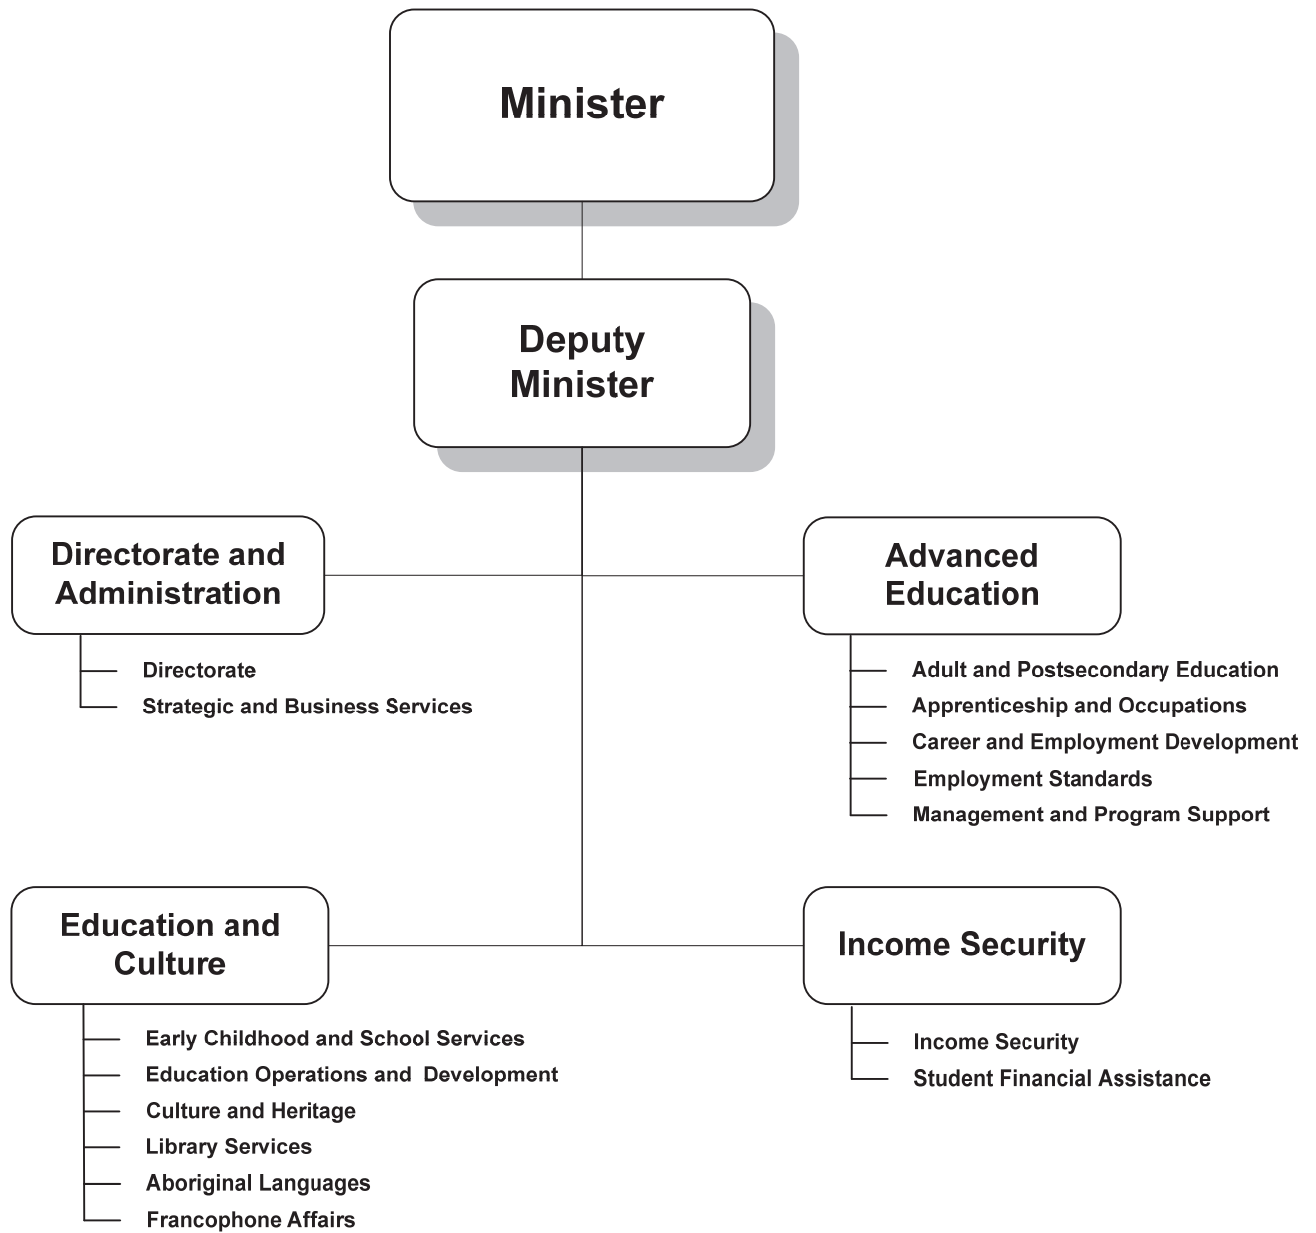 Minister
Deputy
Minister
Directorate and
Administration
Directorate
Strategic and Business Services
Advanced
Education
Adult and Postsecondary Education
Apprenticeship and Occupations
Career and Employment Development
Employment Standards
Management and Program Support
Education and
Culture
Early Childhood and School Services
Education Operations and Development
Culture and Heritage
Library Services
Aboriginal Languages
Francophone Affairs
Income Security
Income Security
Student Financial Assistance